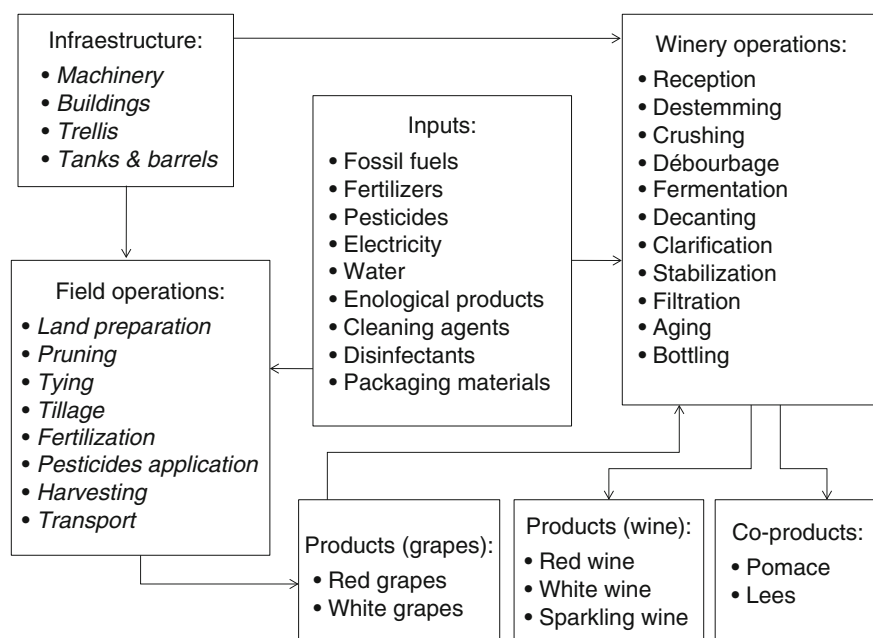 Infraestructure:
• Machinery
• Buildings
• Trellis
• Tanks & barrels
Inputs:
• Fossil fuels
• Fertilizers
• Pesticides
• Electricity
• Water
• Enological products
• Cleaning agents
• Disinfectants
• Packaging materials
Winery operations:
• Reception
• Destemming
• Crushing
• Débourbage
• Fermentation
• Decanting
• Clarification
• Stabilization
• Filtration
• Aging
• Bottling
Field operations:
• Land preparation
• Pruning
• Tying
• Tillage
• Fertilization
• Pesticides application
• Harvesting
• Transport
Products (grapes):
• Red grapes
• White grapes
Products (wine):
• Red wine
• White wine
• Sparkling wine
Co-products:
• Pomace
• Lees